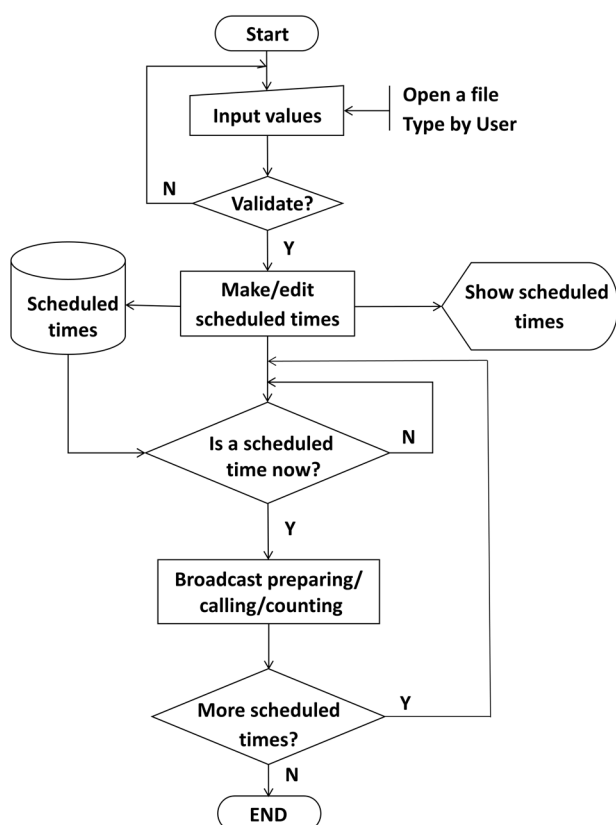 Start
Input values
Open a file
Type by User
N
Validate?
Y
Scheduled
times
Make/edit
scheduled times
Show scheduled
times
Is a scheduled
time now?
N
Y
Broadcast preparing/
calling/counting
More scheduled
times?
Y
N
END